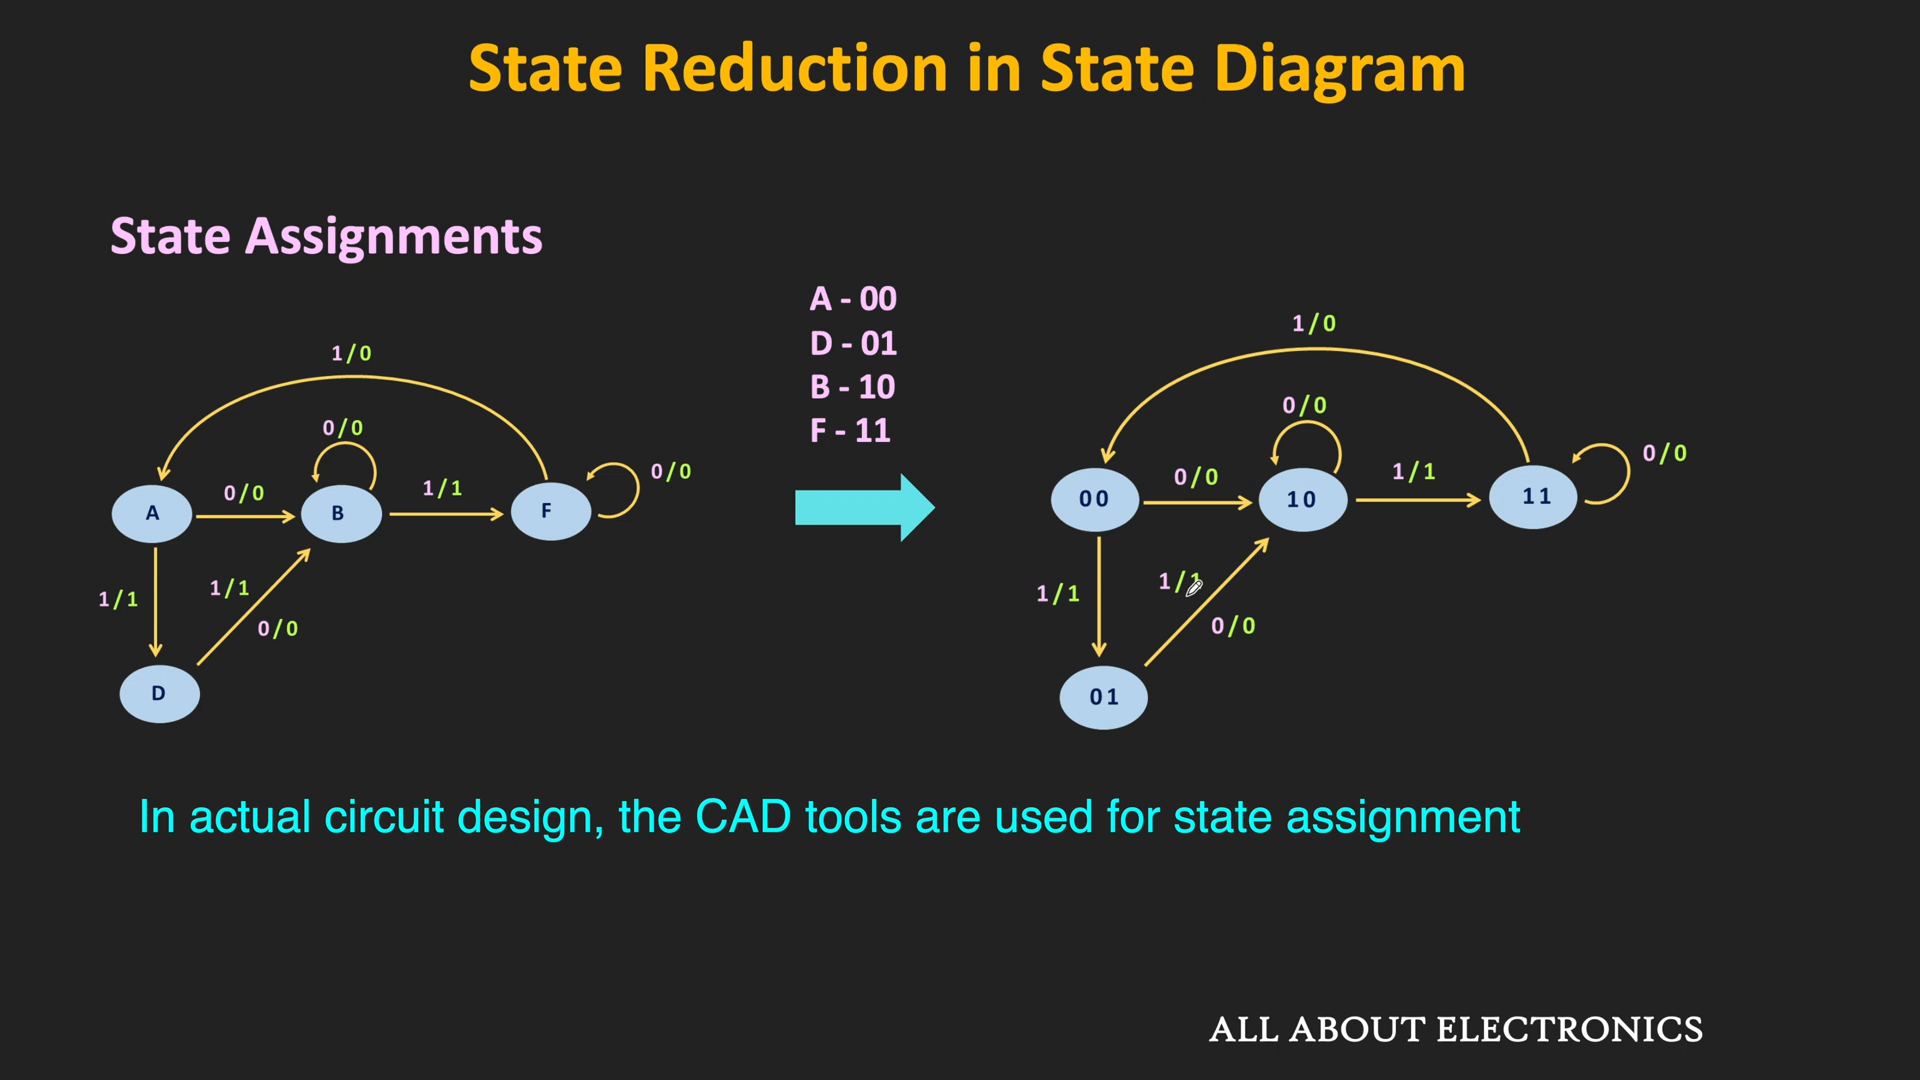 State Reduction in State Diagram
State Assignments
A - 00
D - 01
B - 10
F - 11
1/0
0/0
0/0
A
0/0
B
1/1
F
1/1
1/1
0/0
D
1/0
0/0
0/0
00
0/0
10
1/1
11
1/1
1/1
0/0
01
In actual circuit design, the CAD tools are used for state assignment
ALL ABOUT ELECTRONICS